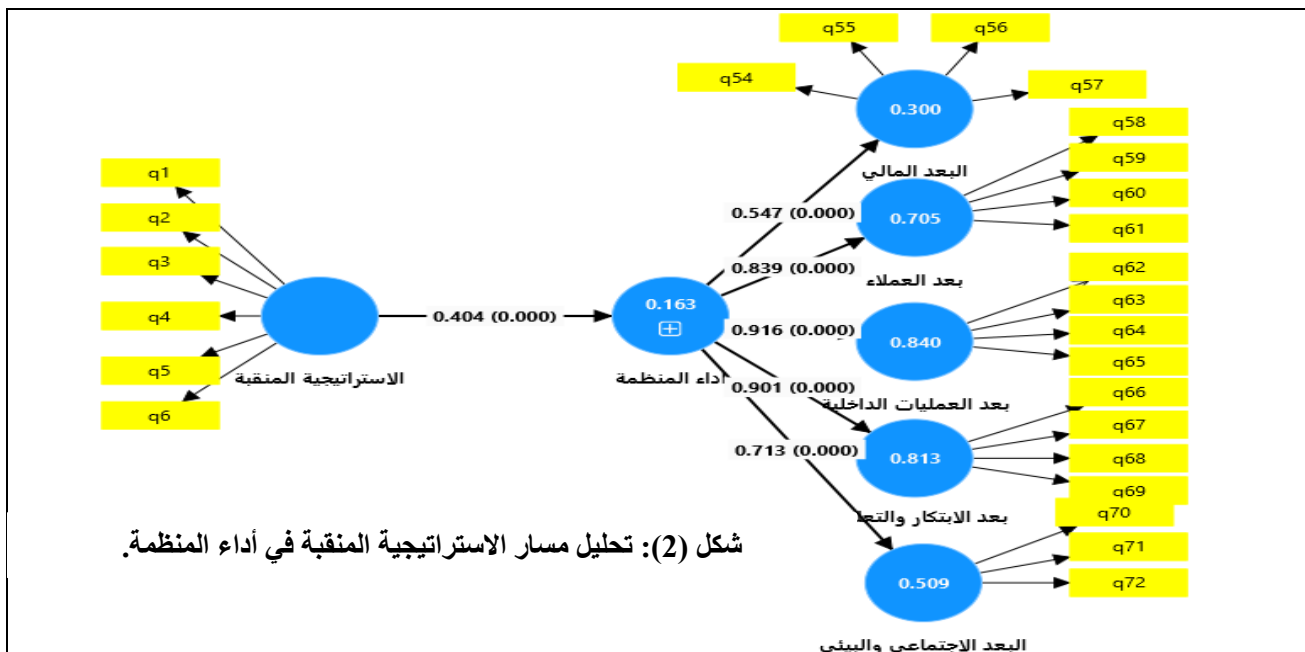 q55
q56
q54
q57
0.300
البعد المالي
q58
q59
q60
q61
0.705
بعد العملاء
q1
q2
q3
q4
q5
q6
الاستراتيجية المنقبة
0.404 (0.000)
0.163
اداء المنظمة
0.547 (0.000)
0.839 (0.000)
0.916 (0.000)
0.901 (0.000)
0.713 (0.000)
q62
q63
q64
q65
0.840
بعد العمليات الداخلية
q66
q67
q68
q69
0.813
بعد الابتكار والتعا
q70
q71
q72
0.509
البعد الاجتماعي والبيئي
شكل (2): تحليل مسار الاستراتيجية المنقبة في أداء المنظمة.